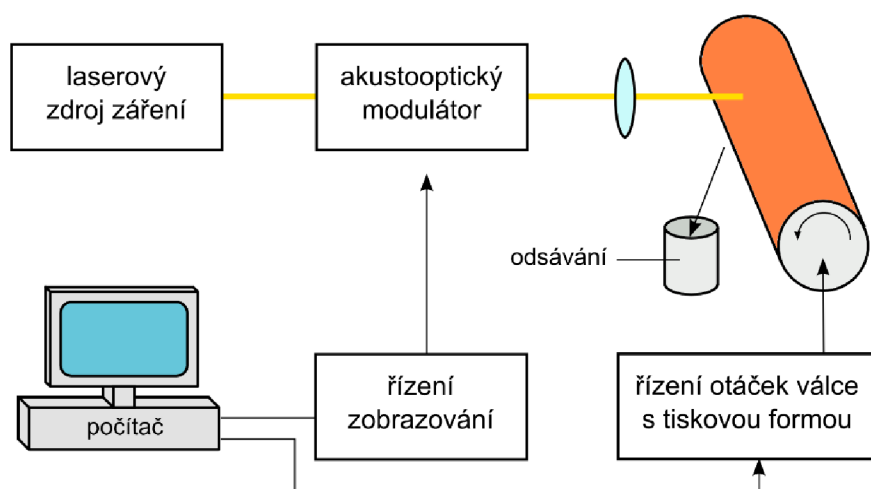 laserový
zdroj záření
akustooptický
modulátor
odsávání
počítač
řízení
zobrazování
řízení otáček válce
s tiskovou formou